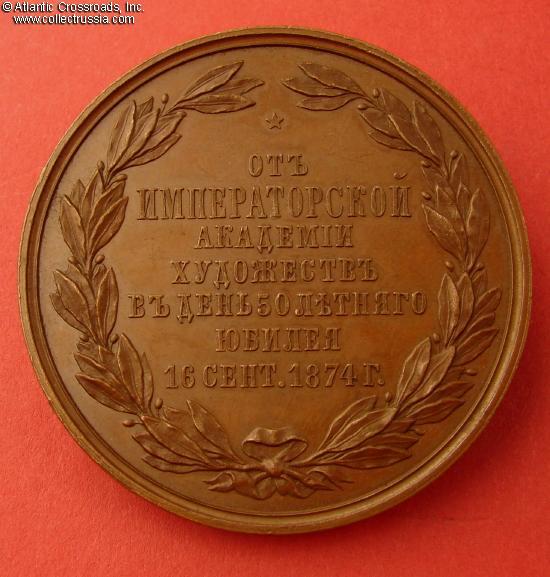 © Atlantic Crossroads, Inc.
www.collectrussia.com
ОТЪ
ИМПЕРАТОРСКОЙ
АКАДЕМІИ
ХУДОЖЕСТВЪ
ВЪ ДЕНЬ 50 ЛѢТНЯГО
ЮБИЛЕЯ
16 СЕНТ. 1874 Г.